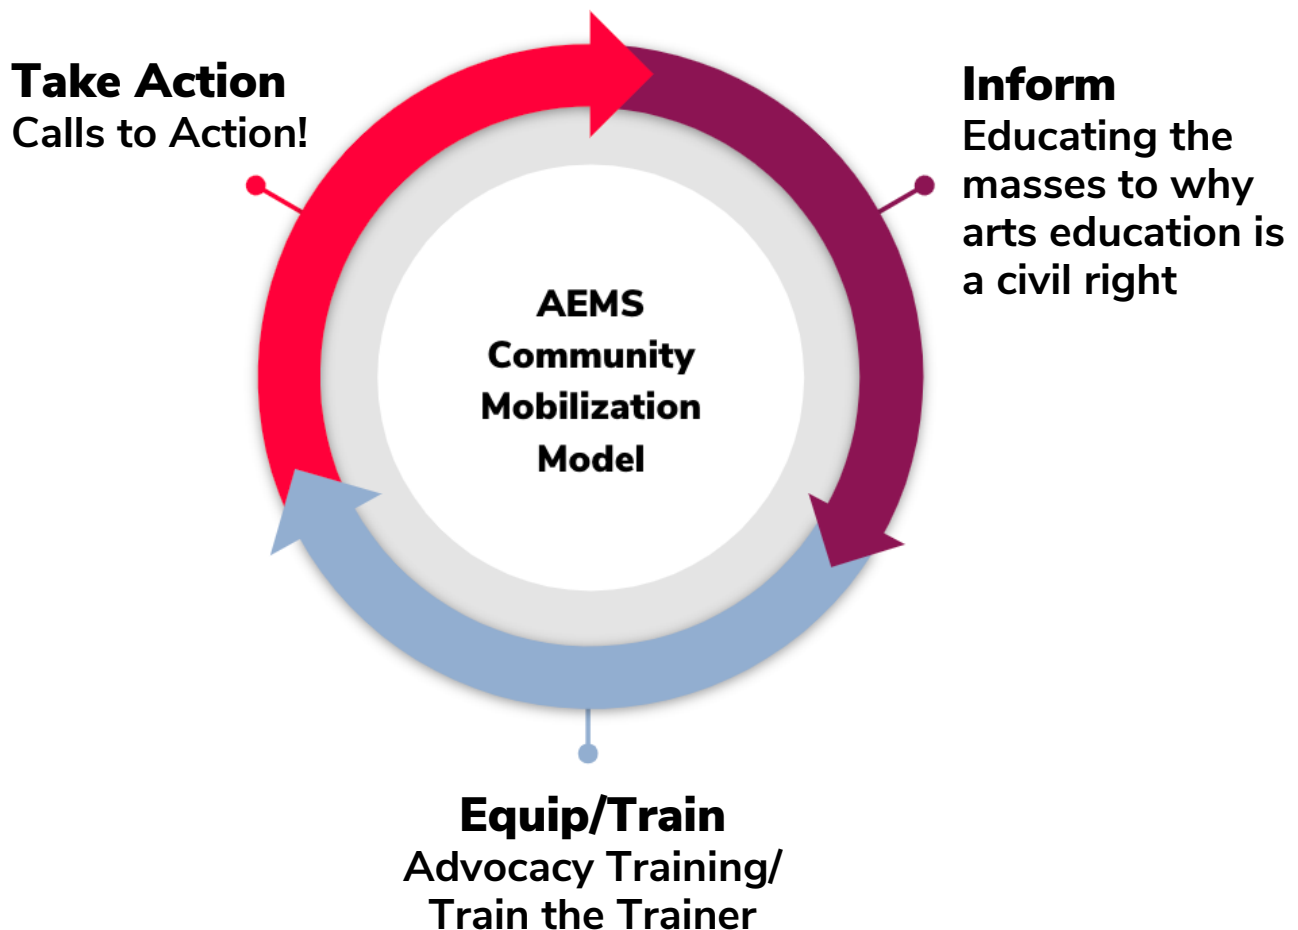 Take Action
Calls to Action!
Inform
Educating the
masses to why
arts education is
a civil right
AEMS
Community
Mobilization
Model
Equip/Train
Advocacy Training/
Train the Trainer